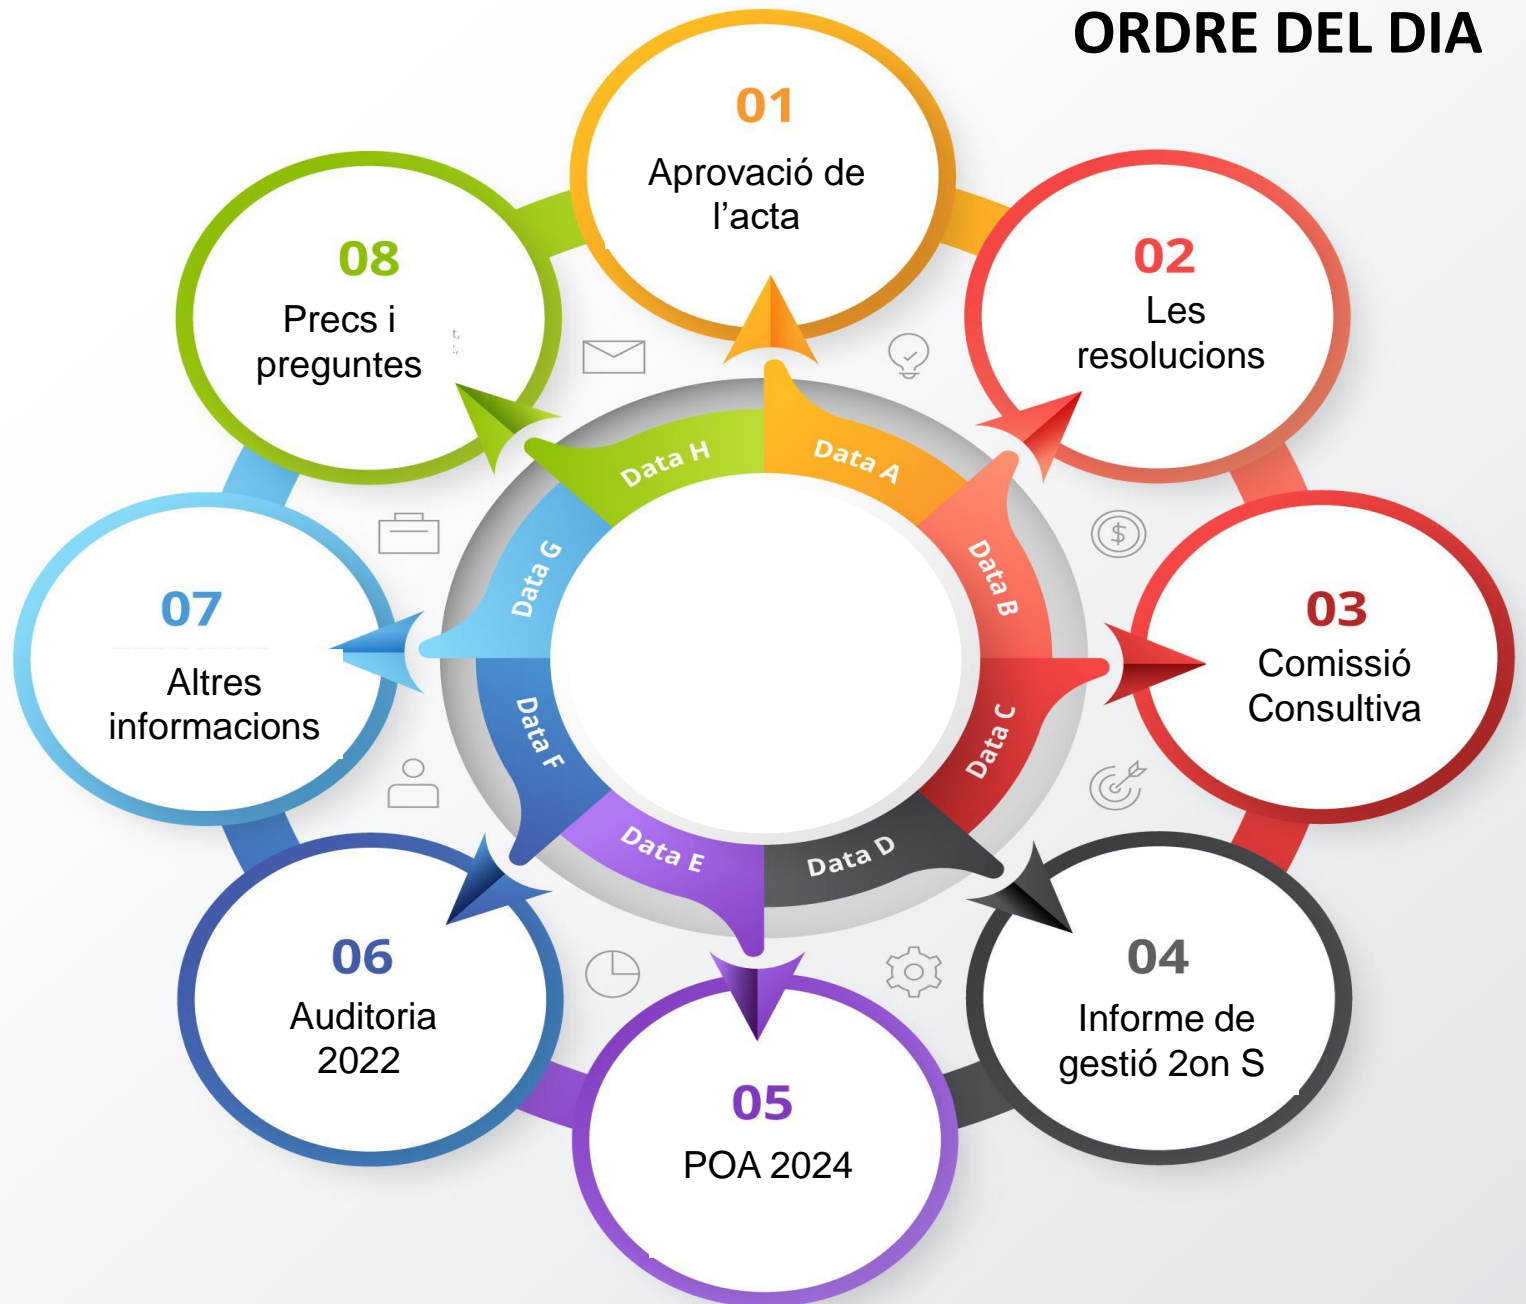 ORDRE DEL DIA
01
Aprovació de
l’acta
02
Les
resolucions
03
Comissió
Consultiva
04
Informe de
gestió 2on S
05
POA 2024
06
Auditoria
2022
07
Altres
informacions
08
Precs i
preguntes
Data A
Data B
Data C
Data D
Data E
Data F
Data G
Data H
$